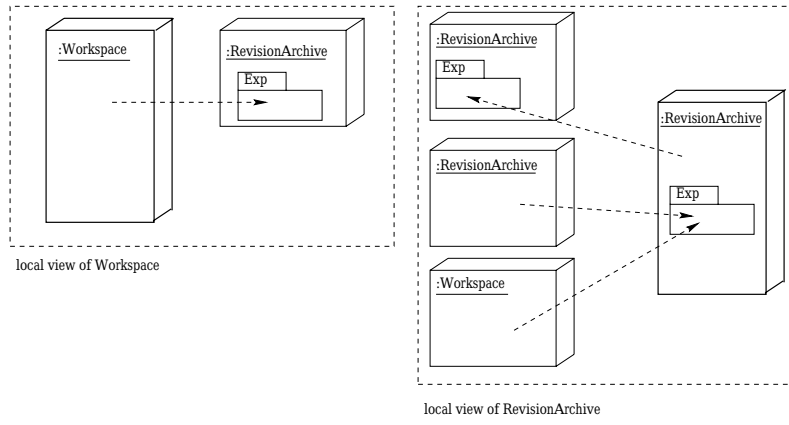 :Workspace
:RevisionArchive
Exp
local view of Workspace
:RevisionArchive
Exp
:RevisionArchive
:Workspace
:RevisionArchive
Exp
local view of RevisionArchive